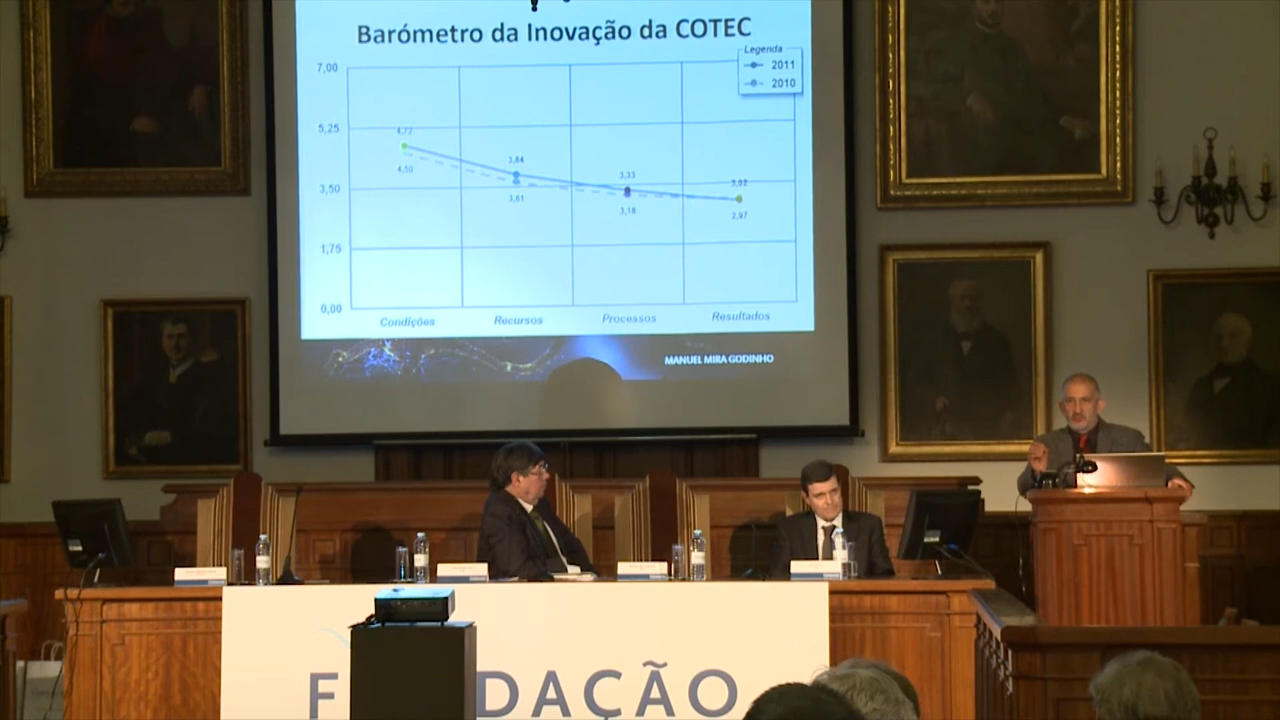 Barómetro da Inovação da COTEC
Legenda
2011
2010
7,00
5,25
3,50
1,75
0,00
4,72
4,50
3,84
3,61
3,33
3,18
3,02
2,97
Condições
Recursos
Processos
Resultados
MANUEL MIRA GODINHO
F DAÇÃO